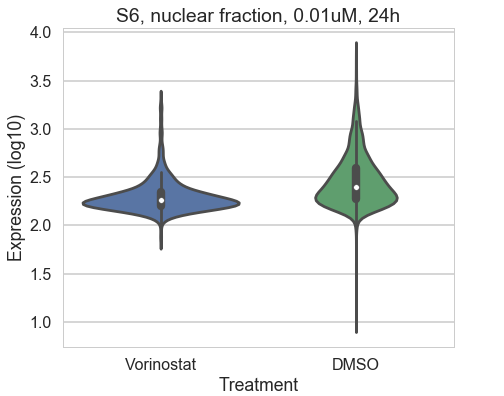 S6, nuclear fraction, 0.01uM, 24h
4.0
3.5
3.0
2.5
2.0
1.5
1.0
Expression (log10)
Vorinostat
DMSO
Treatment